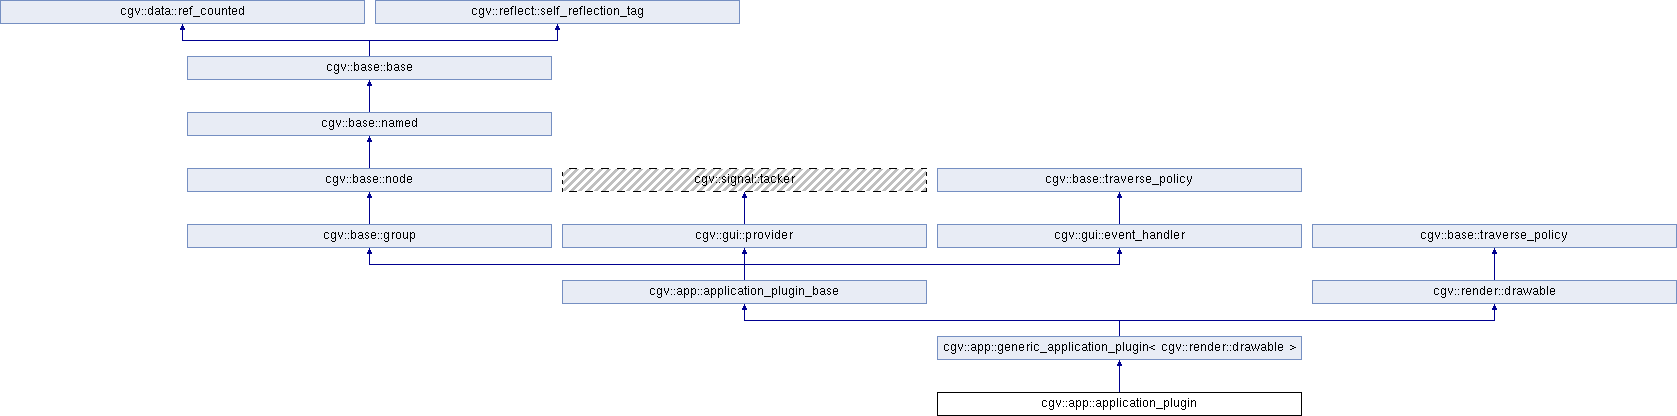 cgv::data::ref_counted
cgv::reflect::self_reflection_tag
cgv::base::base
cgv::base::named
cgv::base::node
cgv::signal::tacker
cgv::base::traverse_policy
cgv::base::group
cgv::gui::provider
cgv::gui::event_handler
cgv::base::traverse_policy
cgv::app::application_plugin_base
cgv::render::drawable
cgv::app::generic_application_plugin< cgv::render::drawable >
cgv::app::application_plugin